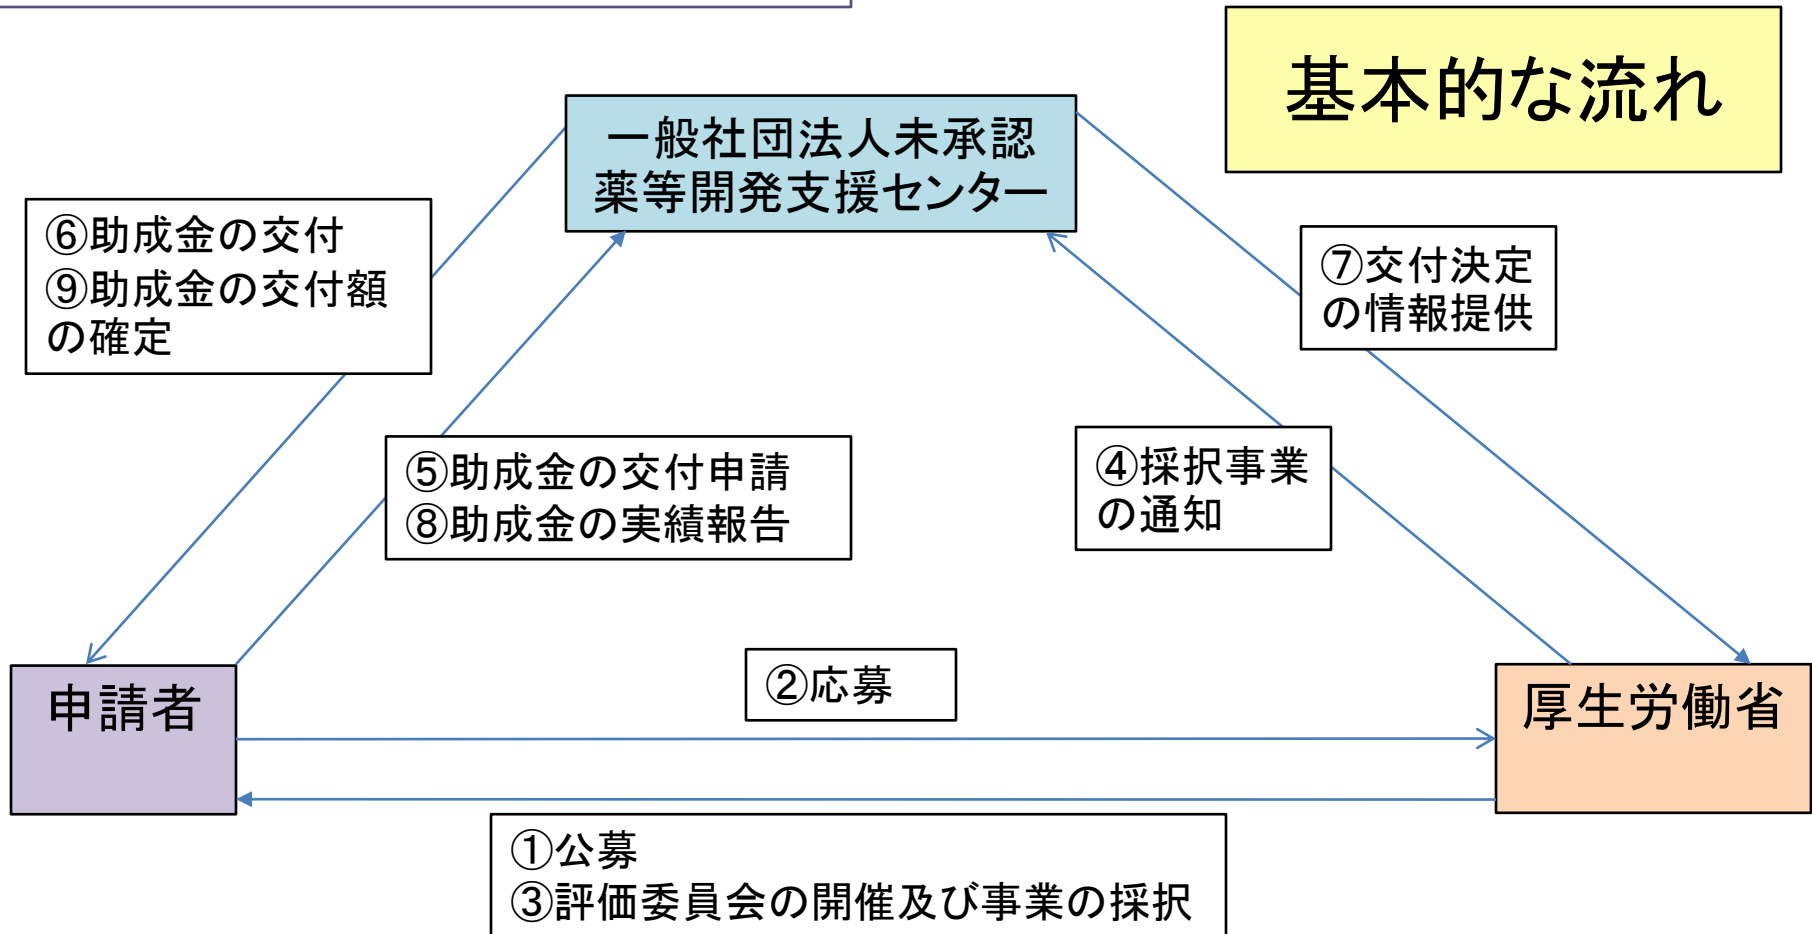 基本的な流れ
一般社団法人未承認
薬等開発支援センター
⑥助成金の交付
⑨助成金の交付額
の確定
⑦交付決定
の情報提供
⑤助成金の交付申請
⑧助成金の実績報告
④採択事業
の通知
②応募
申請者
厚生労働省
①公募
③評価委員会の開催及び事業の採択